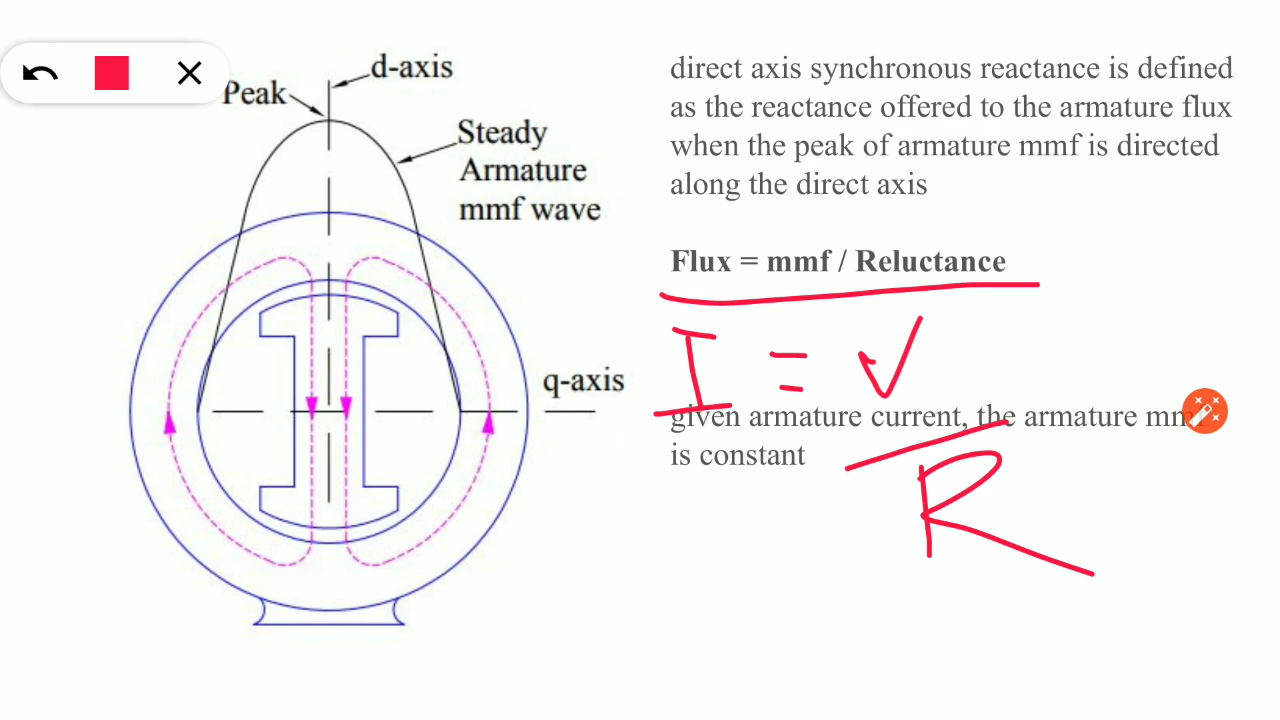 d-axis
Peak
Steady
Armature
mmf wave
q-axis
direct axis synchronous reactance is defined
as the reactance offered to the armature flux
when the peak of armature mmf is directed
along the direct axis
Flux = mmf / Reluctance
I = V
R
given armature current, the armature mmf
is constant